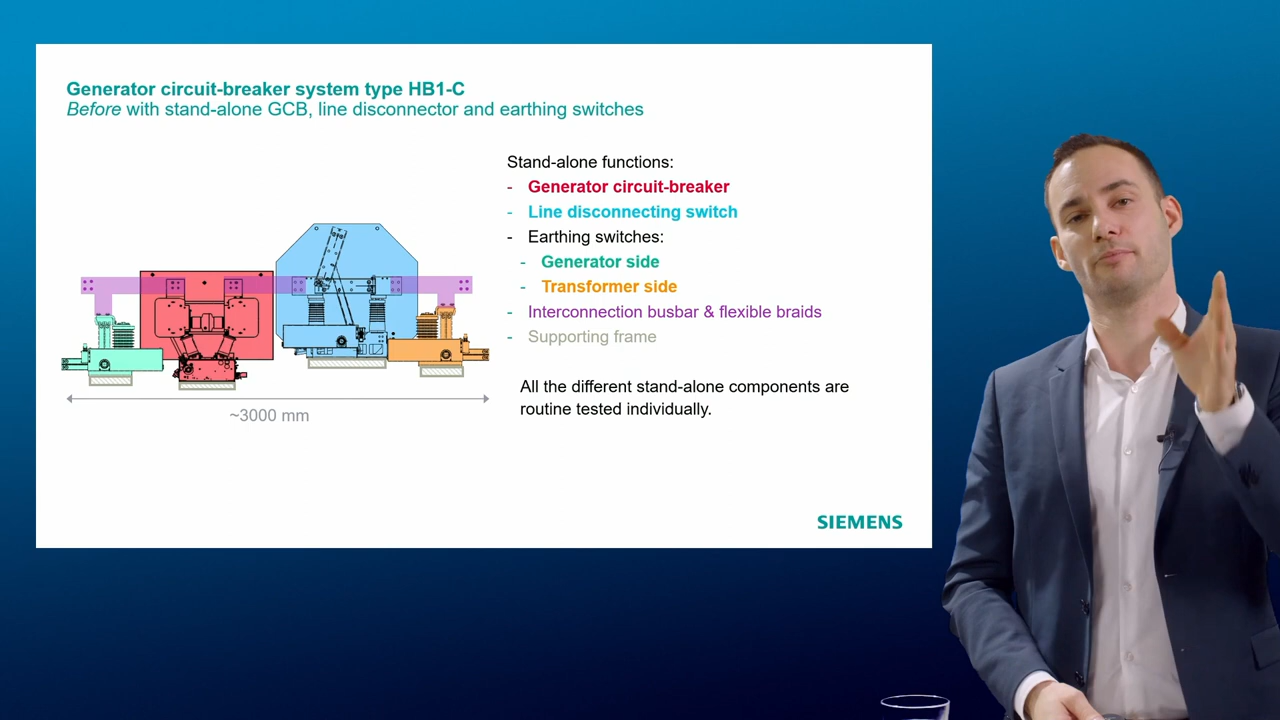 Generator circuit-breaker system type HB1-C
Before with stand-alone GCB, line disconnector and earthing switches
Stand-alone functions:
- Generator circuit-breaker
- Line disconnecting switch
- Earthing switches:
- Generator side
- Transformer side
- Interconnection busbar & flexible braids
- Supporting frame
All the different stand-alone components are
routine tested individually.
~3000 mm
SIEMENS